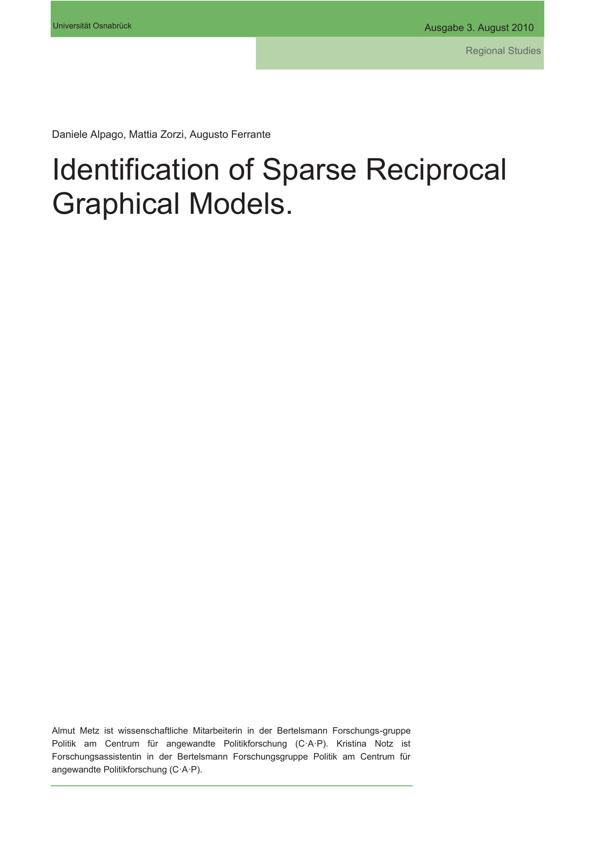 Universität Osnabrück
Ausgabe 3. August 2010
Regional Studies
Daniele Alpago, Mattia Zorzi, Augusto Ferrante
Identification of Sparse Reciprocal
Graphical Models.
Almut Metz ist wissenschaftliche Mitarbeiterin in der Bertelsmann Forschungs-gruppe
Politik am Centrum für angewandte Politikforschung (C·A·P). Kristina Notz ist
Forschungsassistentin in der Bertelsmann Forschungsgruppe Politik am Centrum für
angewandte Politikforschung (C·A·P).